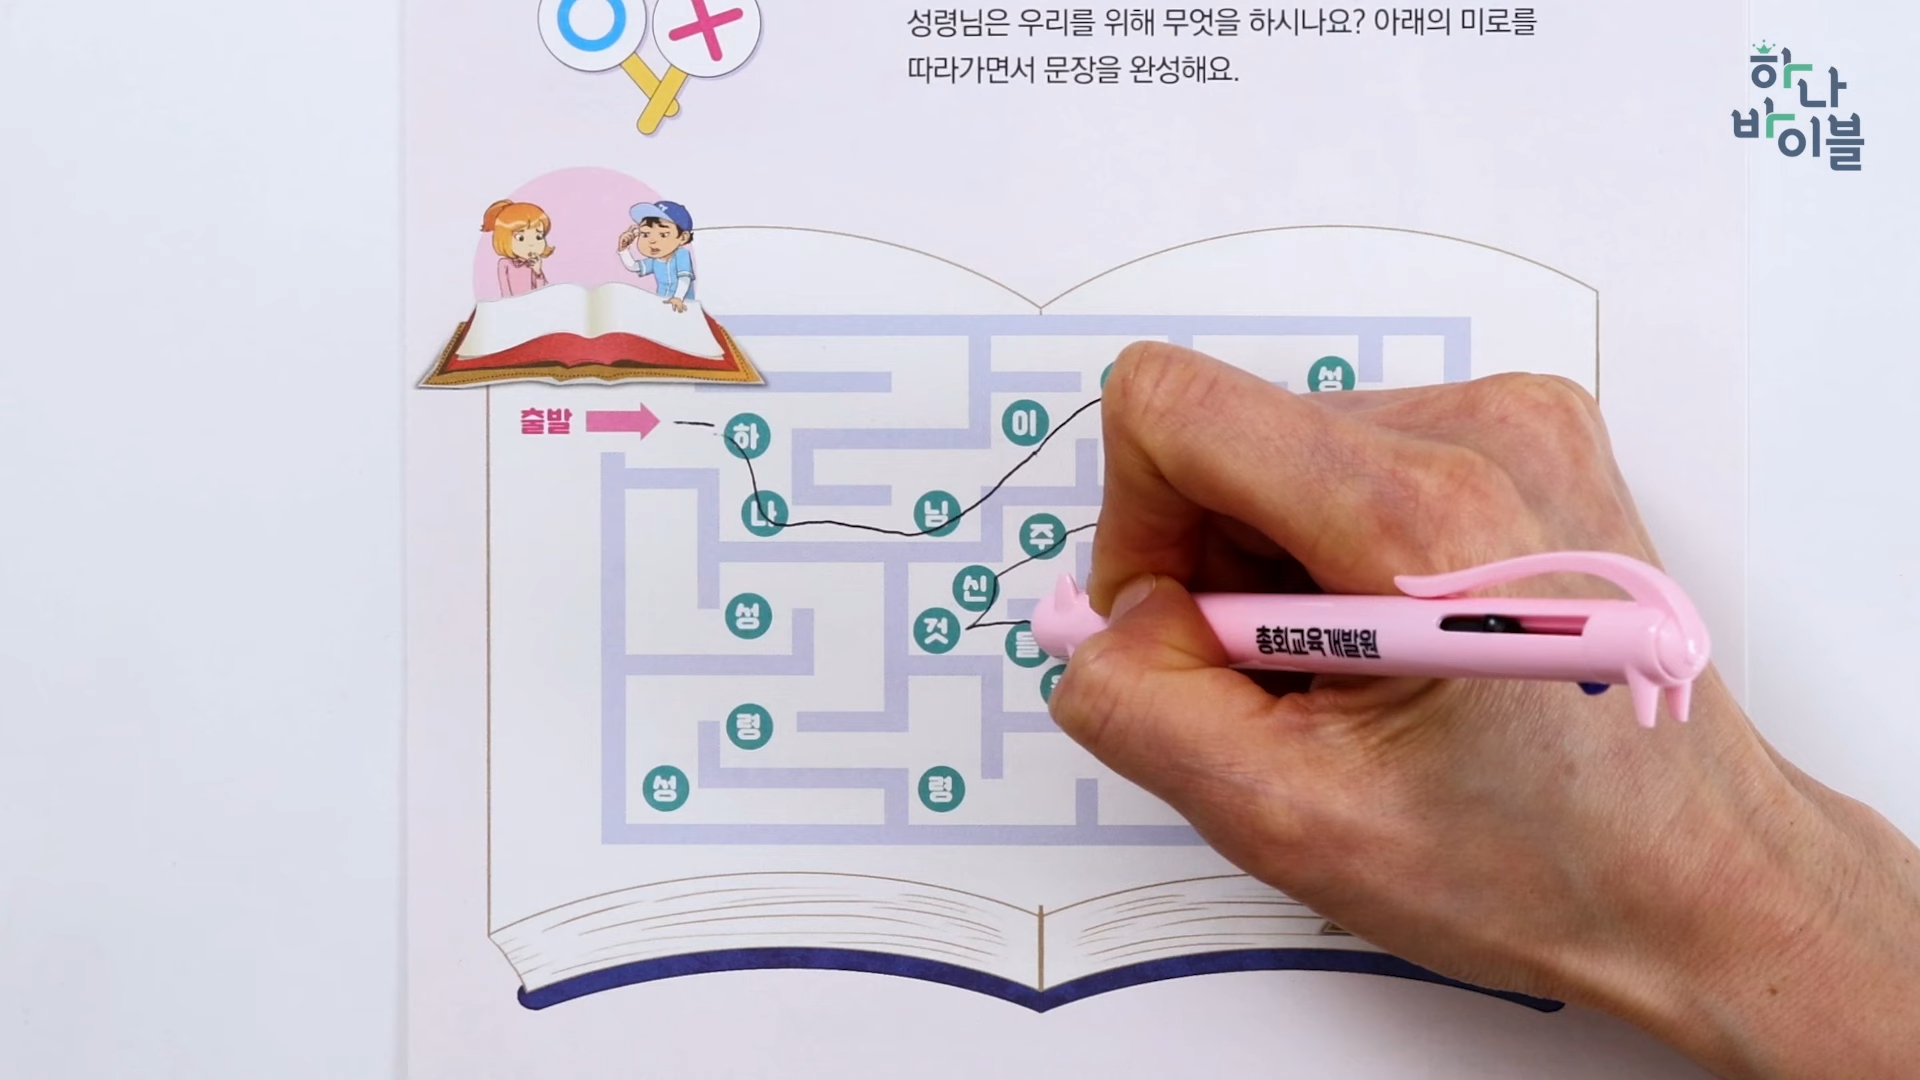 성령님은 우리를 위해 무엇을 하시나요? 아래의 미로를
따라가면서 문장을 완성해요.
하나
바이블
출발
성
하
이
나
님
주
신
성
것
들
총회교육개발원
령
성
령